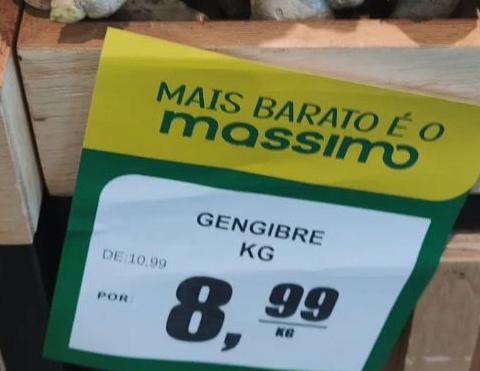 MAIS BARATO É O
massimo
GENGIBRE
KG
DE:10.99
POR:
8,99
KG